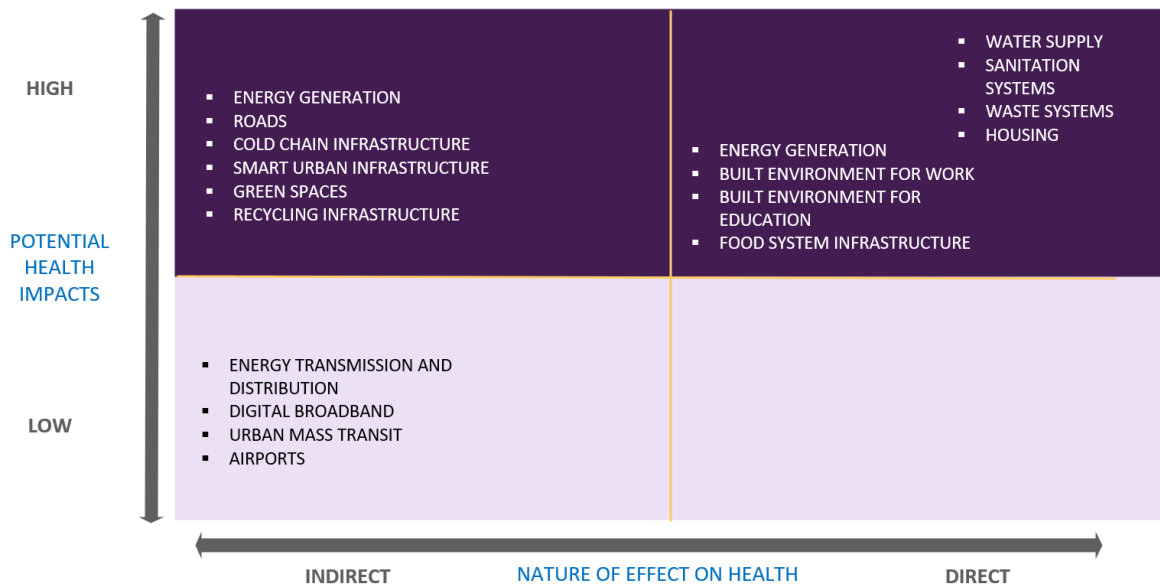 HIGH
POTENTIAL
HEALTH
IMPACTS
LOW
▪ ENERGY GENERATION
▪ ROADS
▪ COLD CHAIN INFRASTRUCTURE
▪ SMART URBAN INFRASTRUCTURE
▪ GREEN SPACES
▪ RECYCLING INFRASTRUCTURE
▪ WATER SUPPLY
▪ SANITATION
SYSTEMS
▪ WASTE SYSTEMS
▪ HOUSING
▪ ENERGY GENERATION
▪ BUILT ENVIRONMENT FOR WORK
▪ BUILT ENVIRONMENT FOR
EDUCATION
▪ FOOD SYSTEM INFRASTRUCTURE
▪ ENERGY TRANSMISSION AND
DISTRIBUTION
▪ DIGITAL BROADBAND
▪ URBAN MASS TRANSIT
▪ AIRPORTS
INDIRECT
NATURE OF EFFECT ON HEALTH
DIRECT